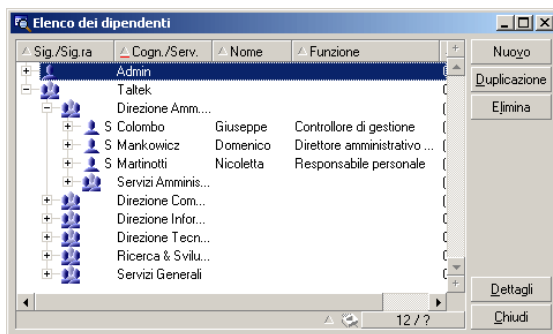 Elenco dei dipendenti
Sig./Sig.ra Cogn./Serv. Nome Funzione
Admin
Taltek
Direzione Amm....
S Colombo Giuseppe Controllore di gestione
S Mankowicz Domenico Direttore amministrativo ...
S Martinotti Nicoletta Responsabile personale
Servizi Amminis...
Direzione Com...
Direzione Infor...
Direzione Tecn...
Ricerca & Svilu...
Servizi Generali
12 / ?
Nuovo
Duplicazione
Elimina
Dettagli
Chiudi